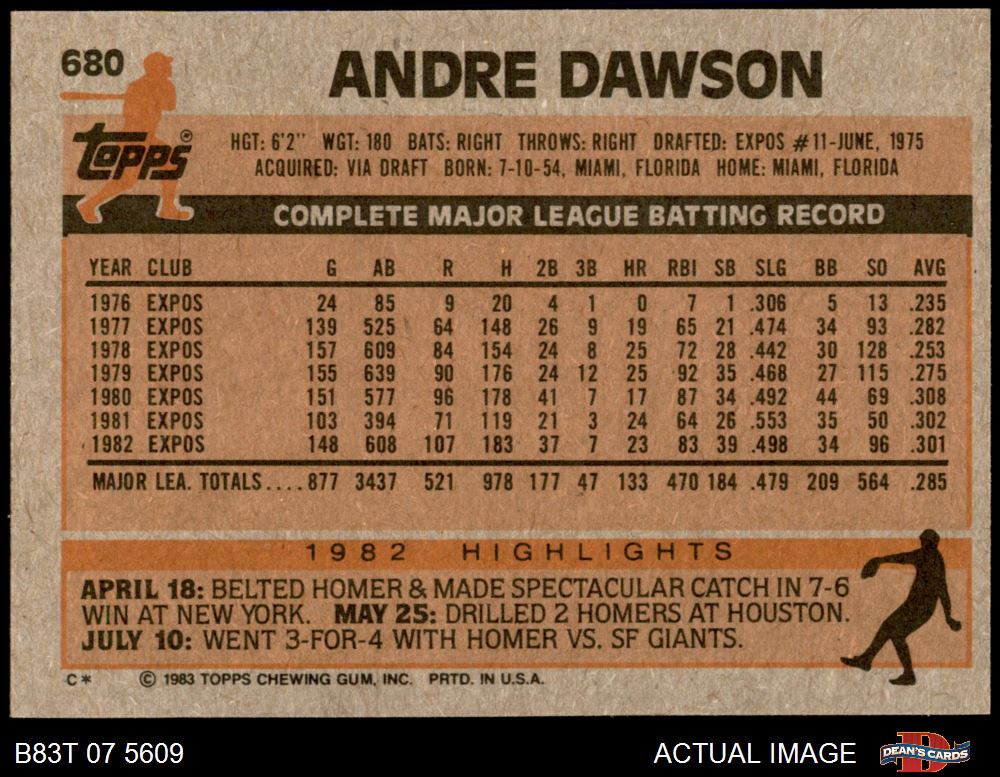 680
ANDRE DAWSON
Topps®
HGT: 6'2" WGT: 180 BATS: RIGHT THROWS: RIGHT DRAFTED: EXPOS #11-JUNE, 1975
ACQUIRED: VIA DRAFT BORN: 7-10-54, MIAMI, FLORIDA HOME: MIAMI, FLORIDA
COMPLETE MAJOR LEAGUE BATTING RECORD
YEAR CLUB G AB R H 2B 3B HR RBI SB SLG BB SO AVG
1976 EXPOS 24 85 9 20 4 1 0 7 1 .306 5 13 .235
1977 EXPOS 139 525 64 148 26 9 19 65 21 .474 34 93 .282
1978 EXPOS 157 609 84 154 24 8 25 72 28 .442 30 128 .253
1979 EXPOS 155 639 90 176 24 12 25 92 35 .468 27 115 .275
1980 EXPOS 151 577 96 178 41 7 17 87 34 .492 44 69 .308
1981 EXPOS 103 394 71 119 21 3 24 64 26 .553 35 50 .302
1982 EXPOS 148 608 107 183 37 7 23 83 39 .498 34 96 .301
MAJOR LEA. TOTALS....877 3437 521 978 177 47 133 470 184 .479 209 564 .285
1982 HIGHLIGHTS
APRIL 18: BELTED HOMER & MADE SPECTACULAR CATCH IN 7-6
WIN AT NEW YORK. MAY 25: DRILLED 2 HOMERS AT HOUSTON.
JULY 10: WENT 3-FOR-4 WITH HOMER VS. SF GIANTS.
C* © 1983 TOPPS CHEWING GUM, INC. PRTD. IN U.S.A.
B83T 07 5609 ACTUAL IMAGE DEAN'S CARDS